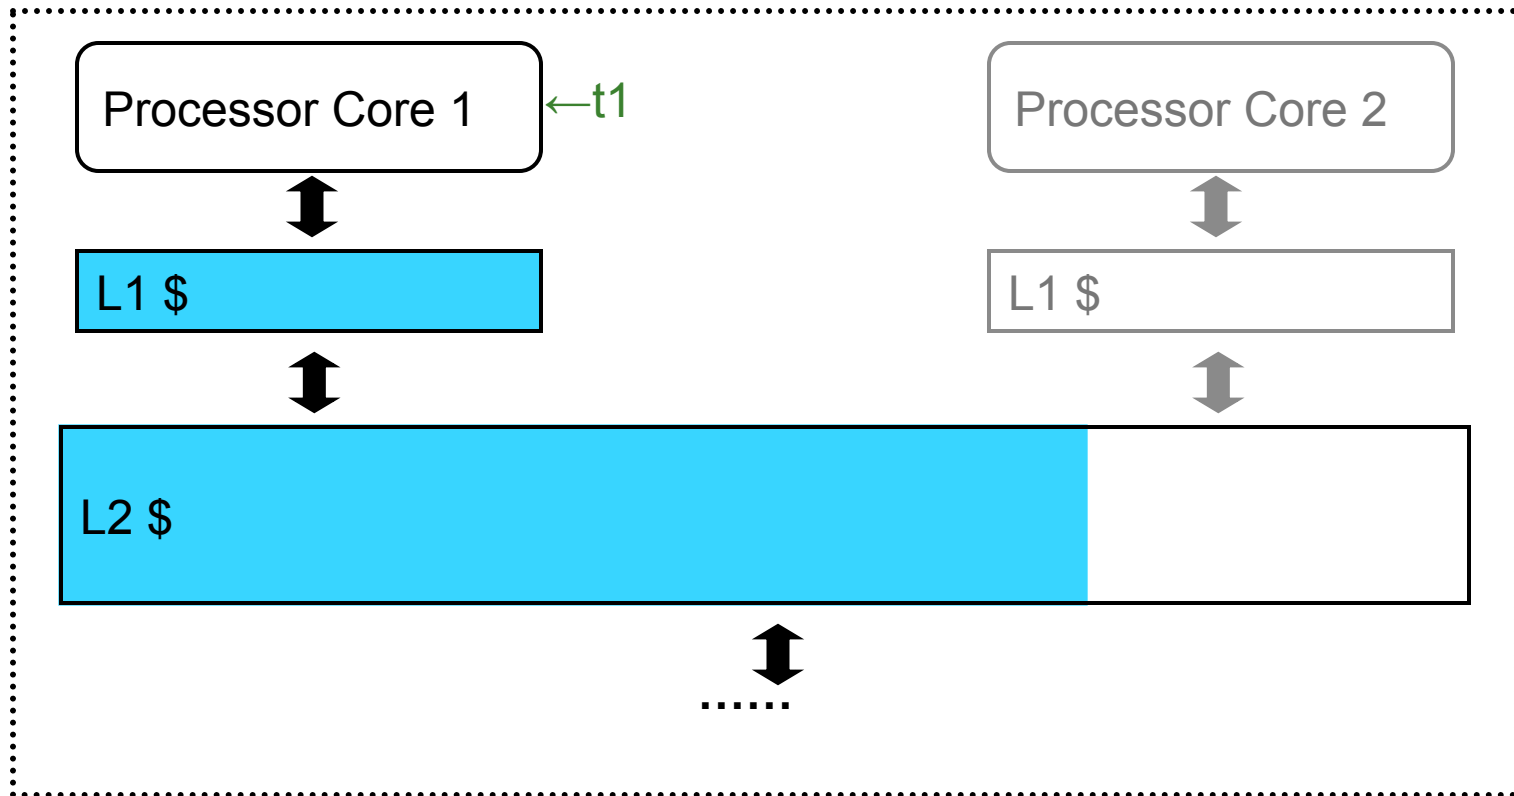 Processor Core 1
←t1
Processor Core 2
L1 $
L1 $
L2 $
......